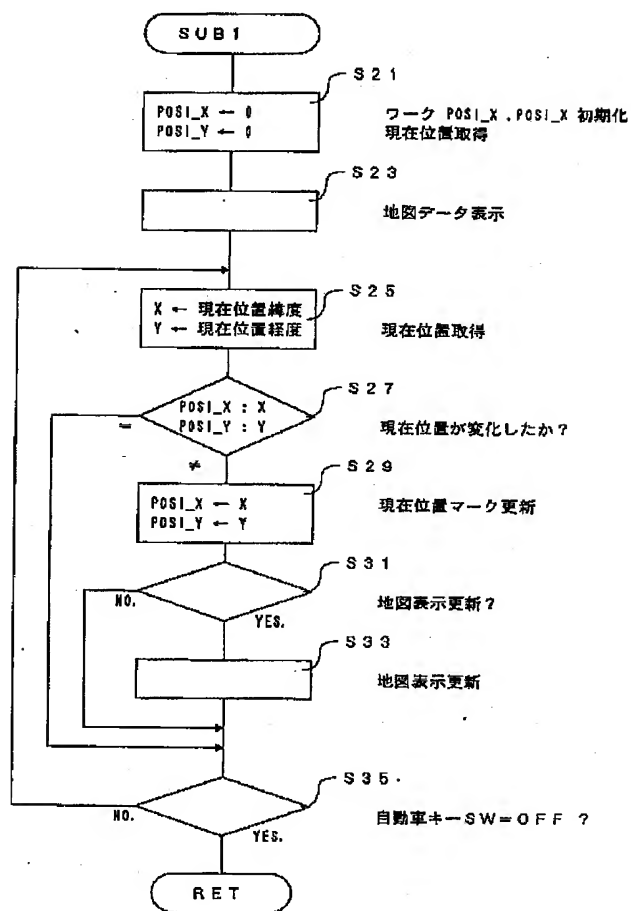 SUB1
S21
POSI_X ← 0
POSI_Y ← 0
ワーク POSI_X ,POSI_X 初期化
現在位置取得
S23
地図データ表示
S25
X ← 現在位置緯度
Y ← 現在位置経度
現在位置取得
S27
POSI_X : X
POSI_Y : Y
=
≠
現在位置が変化したか?
S29
POSI_X ← X
POSI_Y ← Y
現在位置マーク更新
S31
NO.
YES.
地図表示更新?
S33
地図表示更新
S35.
NO.
YES.
自動車キーSW=OFF ?
RET